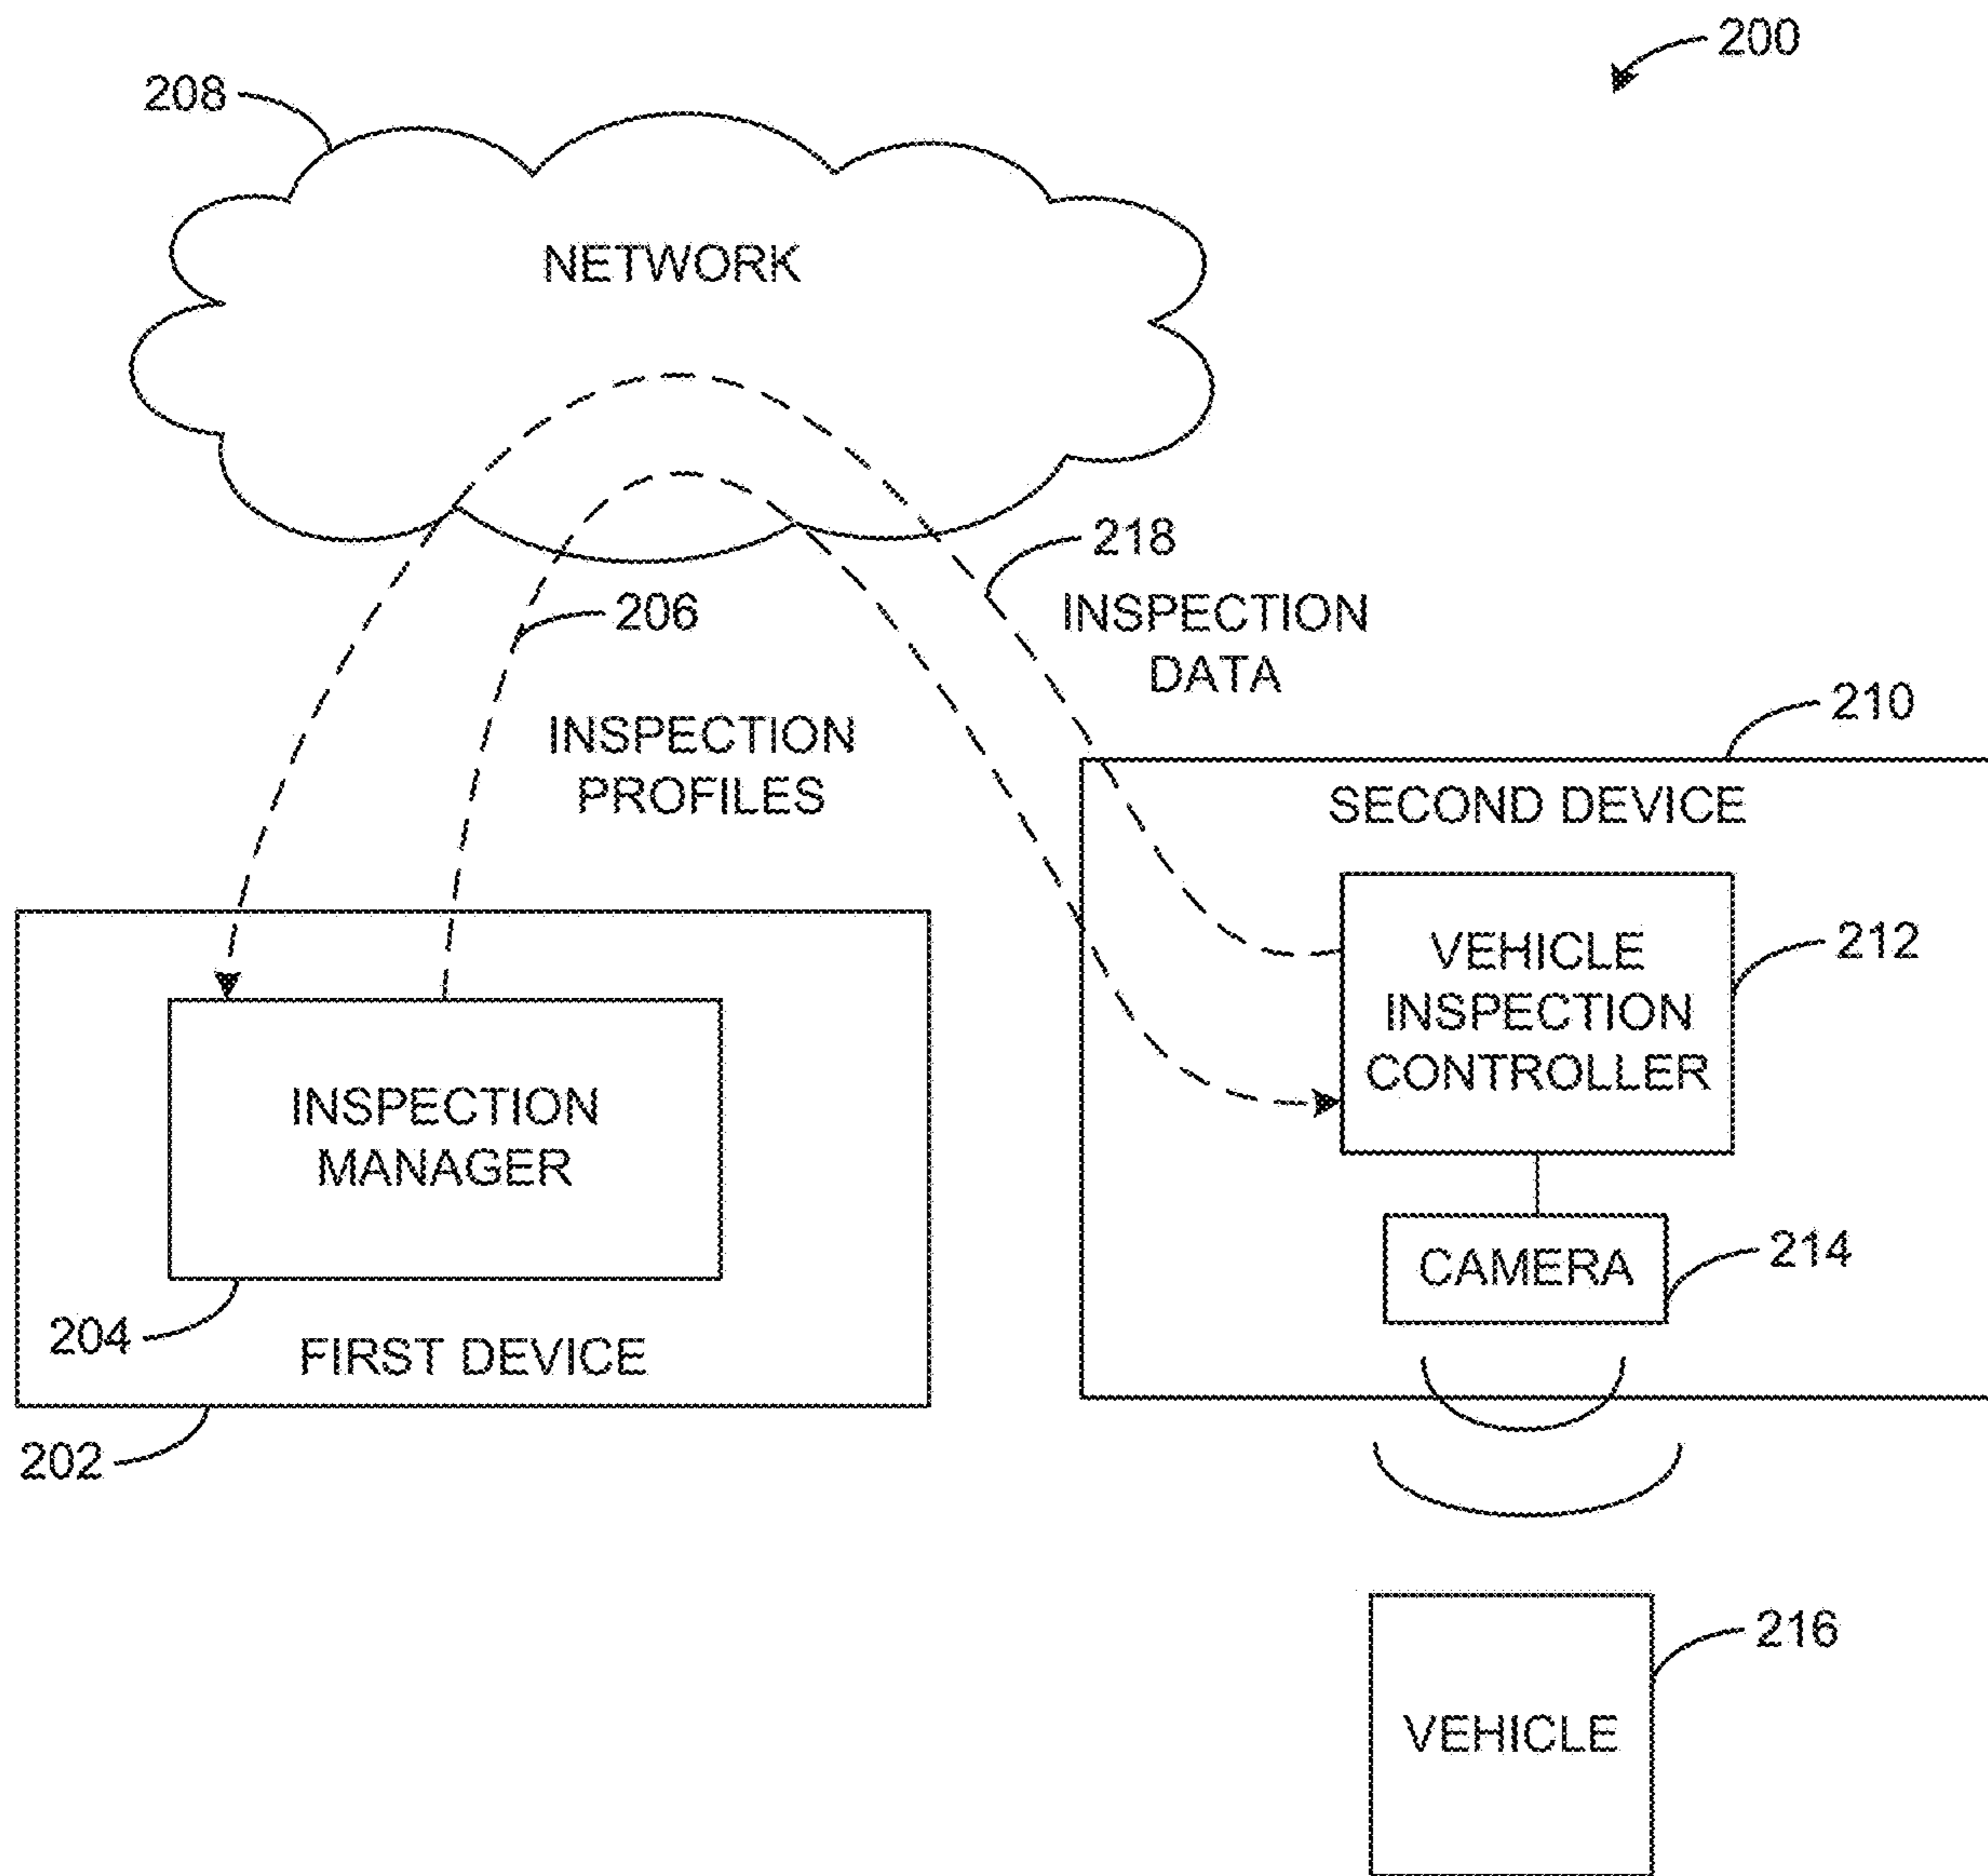 200
208
NETWORK
218
INSPECTION
DATA
206
INSPECTION
PROFILES
210
SECOND DEVICE
VEHICLE
INSPECTION
CONTROLLER
212
INSPECTION
MANAGER
204
FIRST DEVICE
202
CAMERA
214
216
VEHICLE